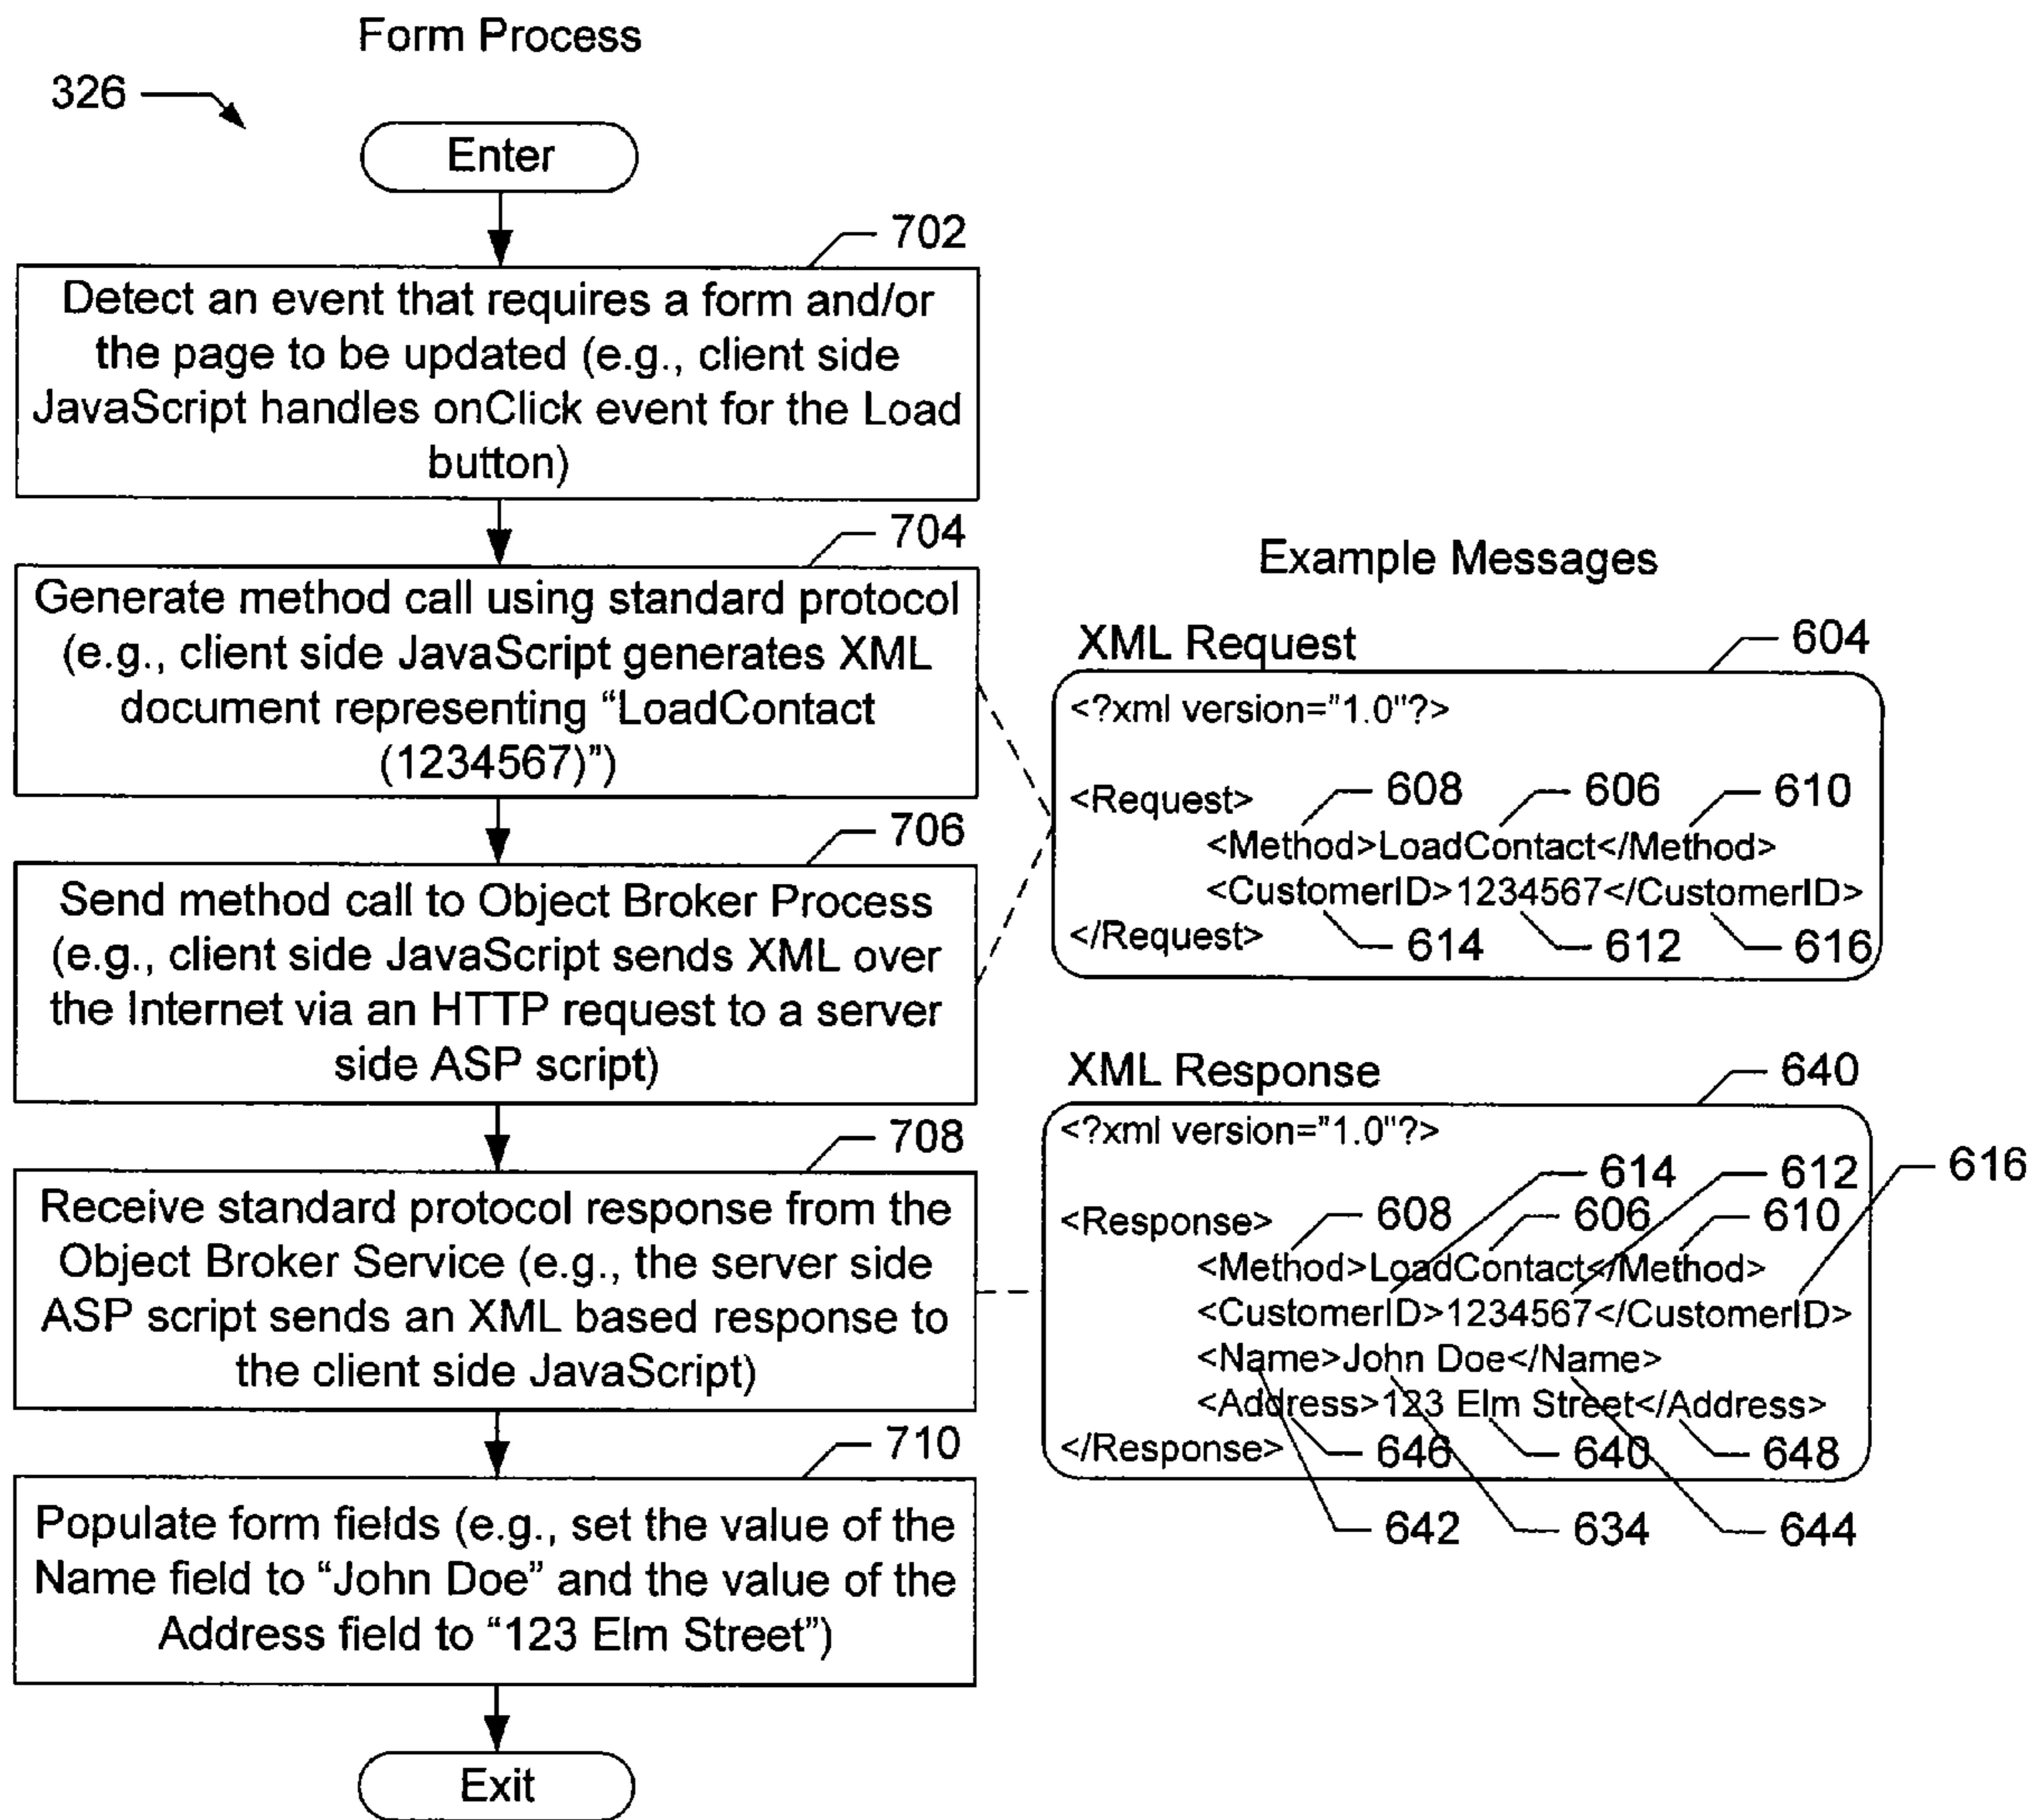 Form Process
326
Enter
702
Detect an event that requires a form and/or
the page to be updated (e.g., client side
JavaScript handles onClick event for the Load
button)
704
Generate method call using standard protocol
(e.g., client side JavaScript generates XML
document representing “LoadContact
(1234567)”)
706
Send method call to Object Broker Process
(e.g., client side JavaScript sends XML over
the Internet via an HTTP request to a server
side ASP script)
708
Receive standard protocol response from the
Object Broker Service (e.g., the server side
ASP script sends an XML based response to
the client side JavaScript)
710
Populate form fields (e.g., set the value of the
Name field to “John Doe” and the value of the
Address field to “123 Elm Street”)
Exit
Example Messages
XML Request
604
<?xml version=”1.0"?>
<Request> 608 606 610
<Method>LoadContact</Method>
<CustomerID>1234567</CustomerID>
</Request> 614 612 616
XML Response
640
<?xml version=”1.0"?>
614 612 616
<Response> 608 606 610
<Method>LoadContact</Method>
<CustomerID>1234567</CustomerID>
<Name>John Doe</Name>
<Address>123 Elm Street</Address>
</Response> 646 640 648
642 634 644